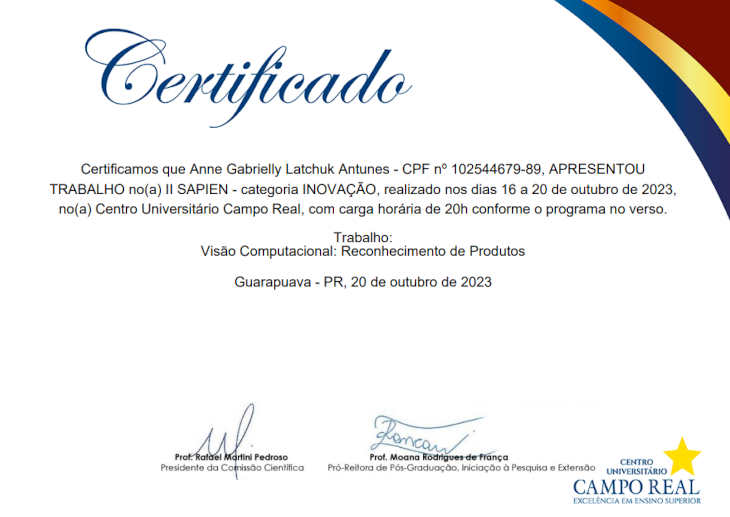 Certificado
Certificamos que Anne Gabrielly Latchuk Antunes - CPF nº 102544679-89, APRESENTOU
TRABALHO no(a) II SAPIEN - categoria INOVAÇÃO, realizado nos dias 16 a 20 de outubro de 2023,
no(a) Centro Universitário Campo Real, com carga horária de 20h conforme o programa no verso.
Trabalho:
Visão Computacional: Reconhecimento de Produtos
Guarapuava - PR, 20 de outubro de 2023
Prof. Rafael Martini Pedroso
Presidente da Comissão Científica
Prof. Moana Rodrigues de França
Pró-Reitora de Pós-Graduação, Iniciação à Pesquisa e Extensão
CENTRO
UNIVERSITÁRIO
CAMPO REAL
EXCELÊNCIA EM ENSINO SUPERIOR